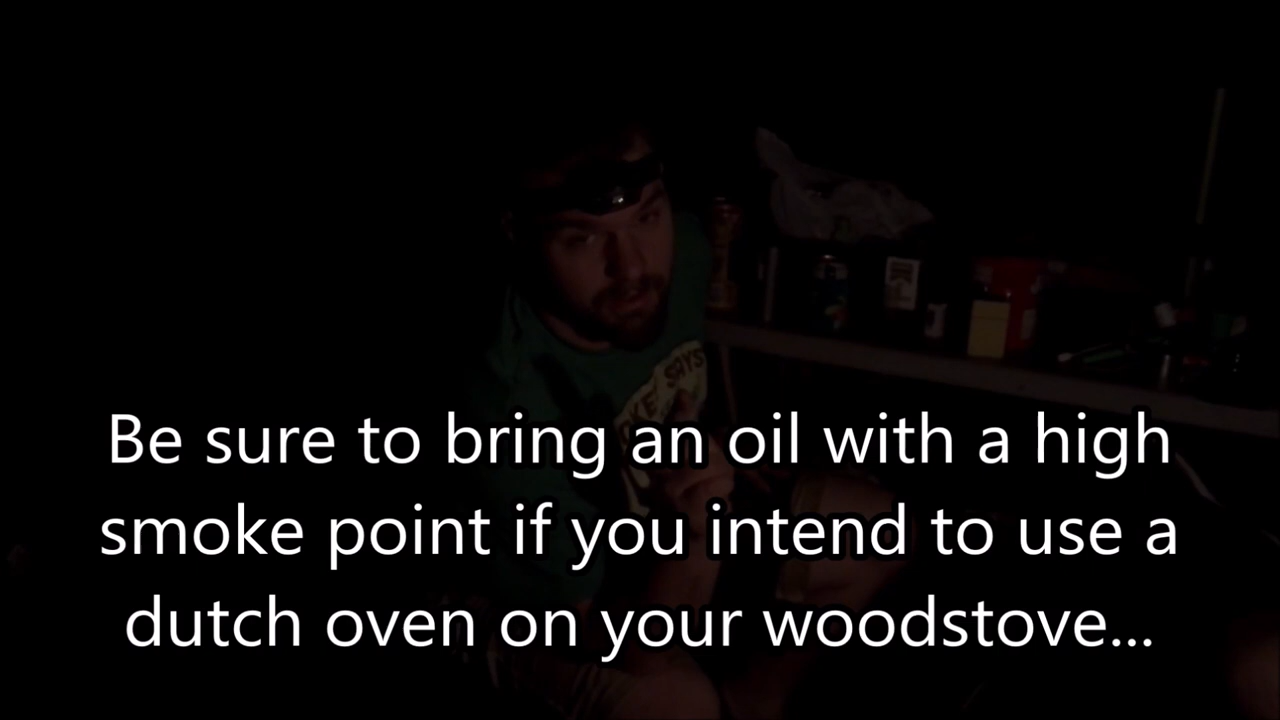 SAYS
Be sure to bring an oil with a high
smoke point if you intend to use a
dutch oven on your woodstove...